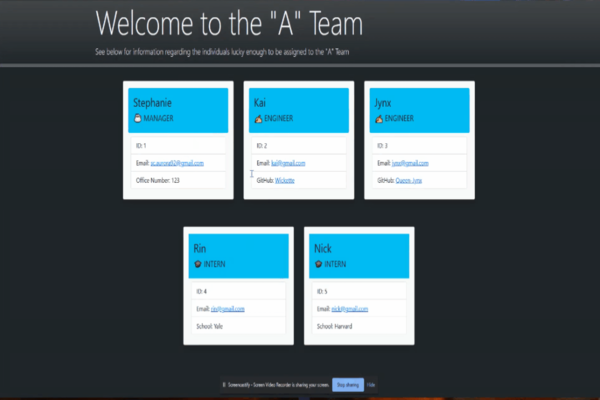 Welcome to the "A" Team
See below for information regarding the individuals lucky enough to be assigned to the "A" Team
Stephanie
MANAGER
ID: 1
Email: sc.aurora92@gmail.com
Office Number: 123
Kai
ENGINEER
ID: 2
Email: kai@gmail.com
GitHub: Wickotto
Jynx
ENGINEER
ID: 3
Email: jynx@gmail.com
GitHub: Queen Jynx
Rin
INTERN
ID: 4
Email: rin@gmail.com
School: Yale
Nick
INTERN
ID: 5
Email: nick@gmail.com
School: Harvard
Screencastify - Screen Video Recorder is sharing your screen.
Stop sharing
Hide